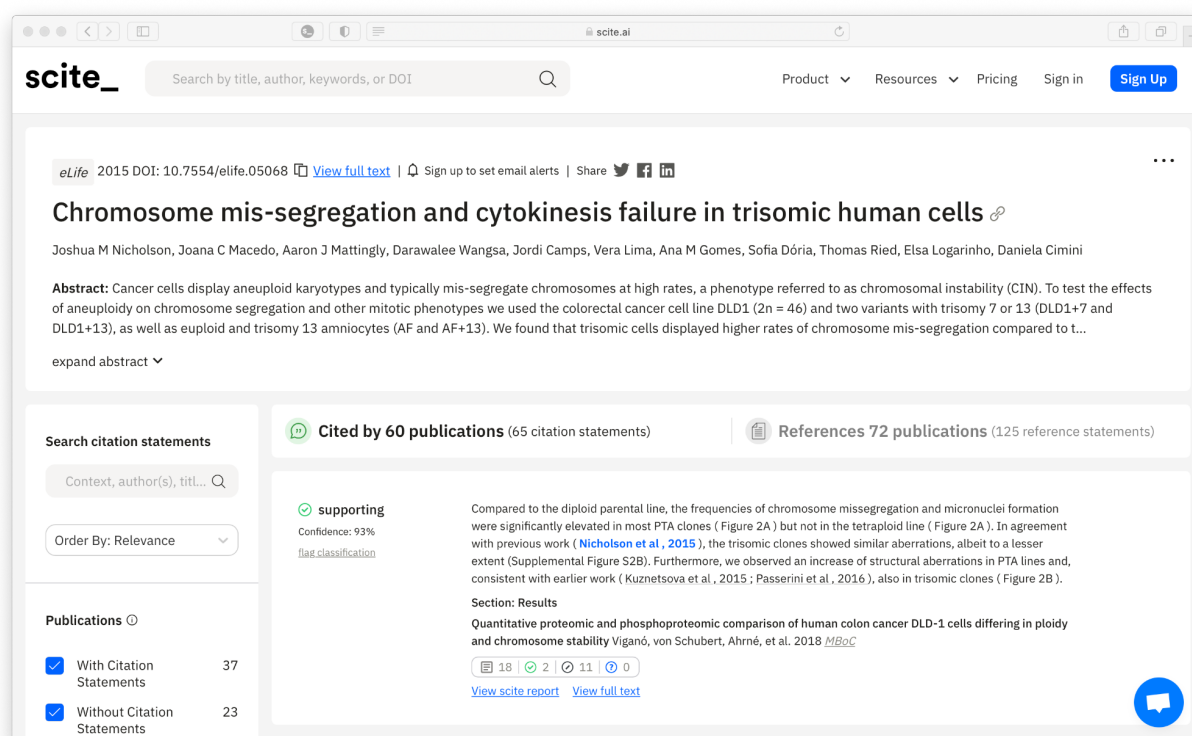 scite.ai
scite_
Search by title, author, keywords, or DOI
Product
Resources
Pricing
Sign in
Sign Up
eLife 2015 DOI: 10.7554/elife.05068 View full text | Sign up to set email alerts | Share
Chromosome mis-segregation and cytokinesis failure in trisomic human cells
Joshua M Nicholson, Joana C Macedo, Aaron J Mattingly, Darawalee Wangsa, Jordi Camps, Vera Lima, Ana M Gomes, Sofia Dória, Thomas Ried, Elsa Logarinho, Daniela Cimini
Abstract: Cancer cells display aneuploid karyotypes and typically mis-segregate chromosomes at high rates, a phenotype referred to as chromosomal instability (CIN). To test the effects
of aneuploidy on chromosome segregation and other mitotic phenotypes we used the colorectal cancer cell line DLD1 (2n = 46) and two variants with trisomy 7 or 13 (DLD1+7 and
DLD1+13), as well as euploid and trisomy 13 amniocytes (AF and AF+13). We found that trisomic cells displayed higher rates of chromosome mis-segregation compared to t...
expand abstract
Search citation statements
Context, author(s), titl...
Order By: Relevance
Publications
With Citation Statements 37
Without Citation Statements 23
Cited by 60 publications (65 citation statements)
References 72 publications (125 reference statements)
supporting
Confidence: 93%
flag classification
Compared to the diploid parental line, the frequencies of chromosome missegregation and micronuclei formation
were significantly elevated in most PTA clones ( Figure 2A ) but not in the tetraploid line ( Figure 2A ). In agreement
with previous work ( Nicholson et al , 2015 ), the trisomic clones showed similar aberrations, albeit to a lesser
extent (Supplemental Figure S2B). Furthermore, we observed an increase of structural aberrations in PTA lines and,
consistent with earlier work ( Kuznetsova et al , 2015 ; Passerini et al , 2016 ), also in trisomic clones ( Figure 2B ).
Section: Results
Quantitative proteomic and phosphoproteomic comparison of human colon cancer DLD-1 cells differing in ploidy
and chromosome stability Viganó, von Schubert, Ahrné, et al. 2018 MBoC
18 2 11 0
View scite report View full text